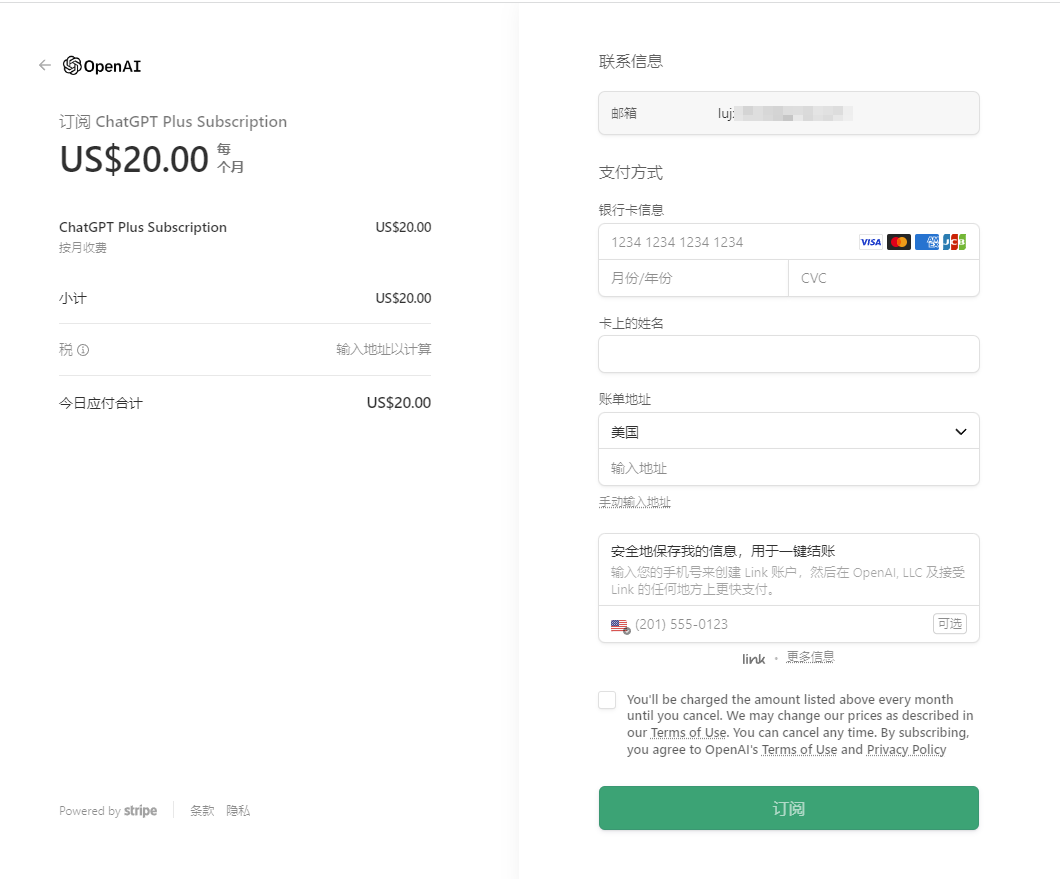 OpenAI
订阅 ChatGPT Plus Subscription
US$20.00 每
个月
ChatGPT Plus Subscription US$20.00
按月收费
小计 US$20.00
税 输入地址以计算
今日应付合计 US$20.00
Powered by stripe 条款 隐私
联系信息
邮箱 luj
支付方式
银行卡信息
1234 1234 1234 1234 VISA JCB
月份/年份 CVC
卡上的姓名
账单地址
美国
输入地址
手动输入地址
安全地保存我的信息，用于一键结账
输入您的手机号来创建 Link 账户，然后在 OpenAI, LLC 及接受
Link 的任何地方上更快支付。
(201) 555-0123 可选
link · 更多信息
You'll be charged the amount listed above every month
until you cancel. We may change our prices as described in
our Terms of Use. You can cancel any time. By subscribing,
you agree to OpenAI's Terms of Use and Privacy Policy
订阅